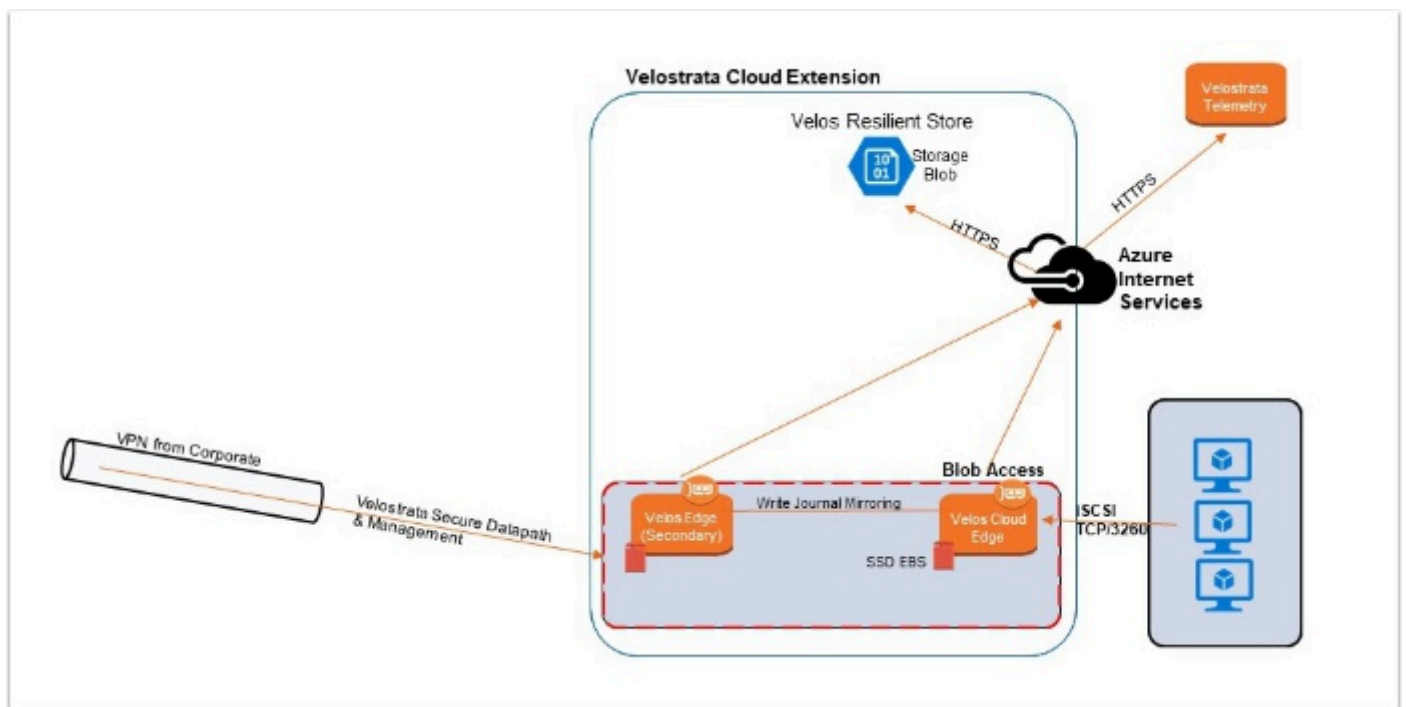 Velostrata Cloud Extension
Velostrata
Telemetry
Velos Resilient Store
10
01
Storage
Blob
HTTPS
HTTPS
Azure
Internet
Services
VPN from Corporate
Velostrata Secure Datapath
& Management
Blob Access
Write Journal Mirroring
Velos Edge
(Secondary)
Velos Cloud
Edge
SSD EBS
iSCSI
TCP/3260